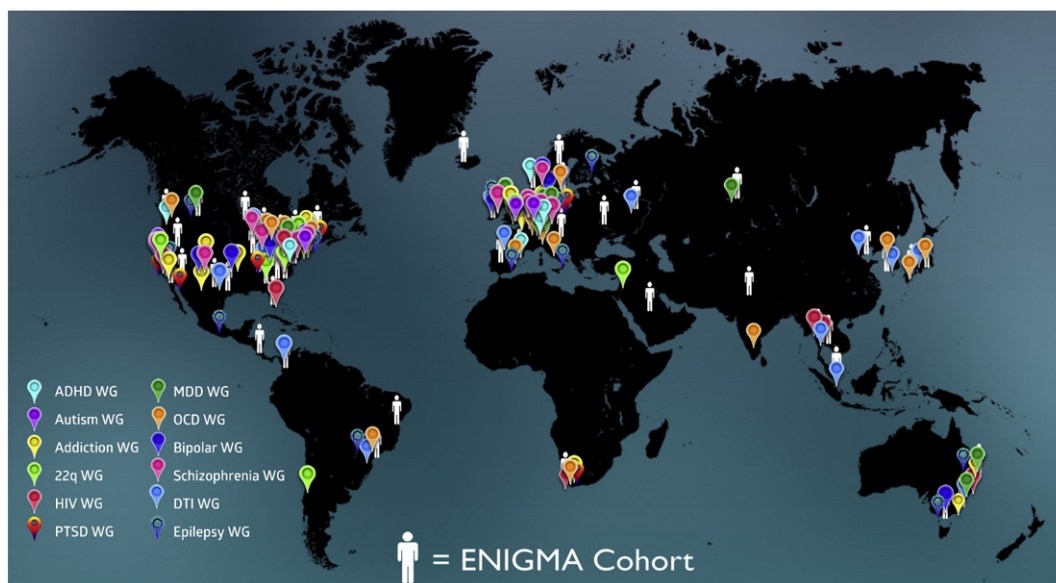 ADHD WG
Autism WG
Addiction WG
22q WG
HIV WG
PTSD WG
MDD WG
OCD WG
Bipolar WG
Schizophrenia WG
DTI WG
Epilepsy WG
= ENIGMA Cohort